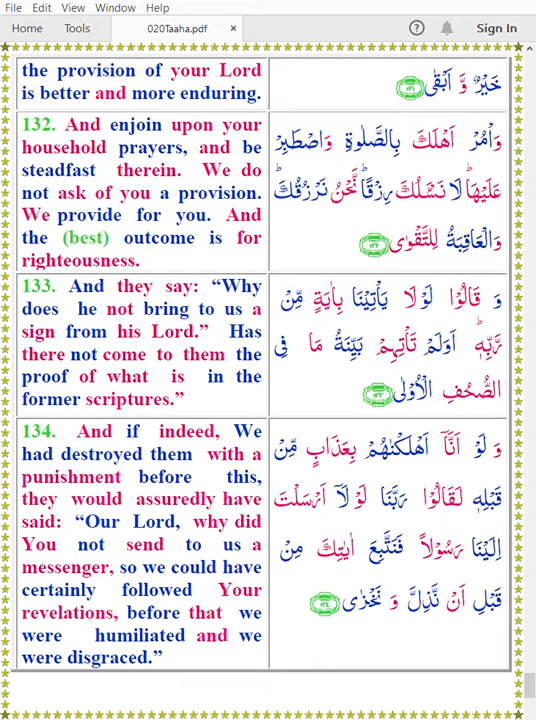 File Edit View Window Help
Home Tools 020Taaha.pdf × Sign In
the provision of your Lord
is better and more enduring.
خَيْرٌ وَّ اَبْقٰى ﴿۱۳۱﴾
132. And enjoin upon your
household prayers, and be
steadfast therein. We do
not ask of you a provision.
We provide for you. And
the (best) outcome is for
righteousness.
وَاْمُرْ اَهْلَكَ بِالصَّلٰوةِ وَاصْطَبِرْ
عَلَيْهَا ؕ لَا نَسْـَٔلُكَ رِزْقًا ؕ نَّحْنُ نَرْزُقُكَ ؕ
وَالْعَاقِبَةُ لِلتَّقْوٰى ﴿۱۳۲﴾
133. And they say: “Why
does he not bring to us a
sign from his Lord.” Has
there not come to them the
proof of what is in the
former scriptures.”
وَ قَالُوْا لَوْ لَا يَاْتِيْنَا بِاٰيَةٍ مِّنْ
رَّبِّهٖ ؕ اَوَلَمْ تَاْتِهِمْ بَيِّنَةُ مَا فِى
الصُّحُفِ الْاُوْلٰى ﴿۱۳۳﴾
134. And if indeed, We
had destroyed them with a
punishment before this,
they would assuredly have
said: “Our Lord, why did
You not send to us a
messenger, so we could have
certainly followed Your
revelations, before that we
were humiliated and we
were disgraced.”
وَ لَوْ اَنَّاۤ اَهْلَكْنٰهُمْ بِعَذَابٍ مِّنْ
قَبْلِهٖ لَقَالُوْا رَبَّنَا لَوْ لَاۤ اَرْسَلْتَ
اِلَيْنَا رَسُوْلًا فَنَتَّبِعَ اٰيٰتِكَ مِنْ
قَبْلِ اَنْ نَّذِلَّ وَ نَخْزٰى ﴿۱۳۴﴾